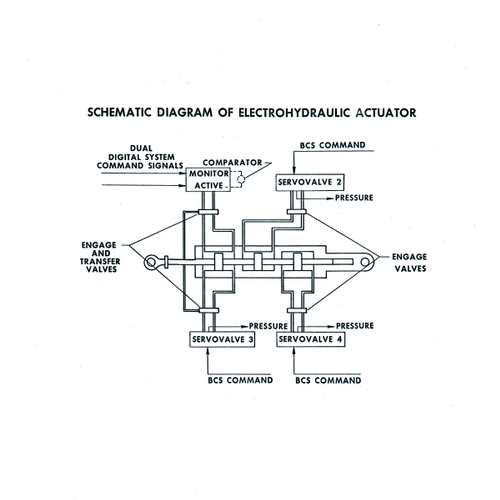 SCHEMATIC DIAGRAM OF ELECTROHYDRAULIC ACTUATOR
DUAL
DIGITAL SYSTEM
COMMAND SIGNALS
COMPARATOR
BCS COMMAND
MONITOR
ACTIVE
SERVOVALVE 2
PRESSURE
ENGAGE
AND
TRANSFER
VALVES
ENGAGE
VALVES
PRESSURE
PRESSURE
SERVOVALVE 3
SERVOVALVE 4
BCS COMMAND
BCS COMMAND